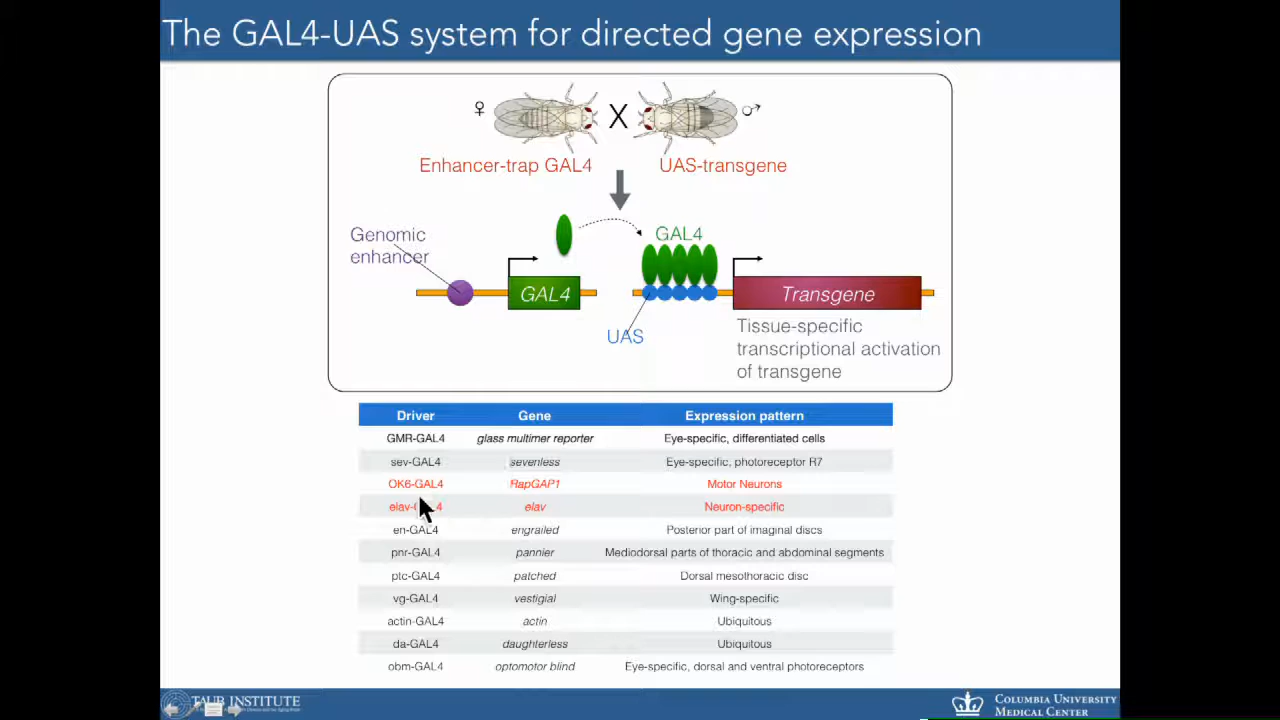 The GAL4-UAS system for directed gene expression
♀ X ♂
Enhancer-trap GAL4 UAS-transgene
Genomic
enhancer
GAL4
GAL4
Transgene
UAS
Tissue-specific
transcriptional activation
of transgene
Driver Gene Expression pattern
GMR-GAL4 glass multimer reporter Eye-specific, differentiated cells
sev-GAL4 sevenless Eye-specific, photoreceptor R7
OK6-GAL4 RapGAP1 Motor Neurons
elav elav Neuron-specific
en-GAL4 engrailed Posterior part of imaginal discs
pnr-GAL4 pannier Mediodorsal parts of thoracic and abdominal segments
ptc-GAL4 patched Dorsal mesothoracic disc
vg-GAL4 vestigial Wing-specific
actin-GAL4 actin Ubiquitous
da-GAL4 daughterless Ubiquitous
obm-GAL4 optomotor blind Eye-specific, dorsal and ventral photoreceptors
TAUB INSTITUTE
COLUMBIA UNIVERSITY
MEDICAL CENTER